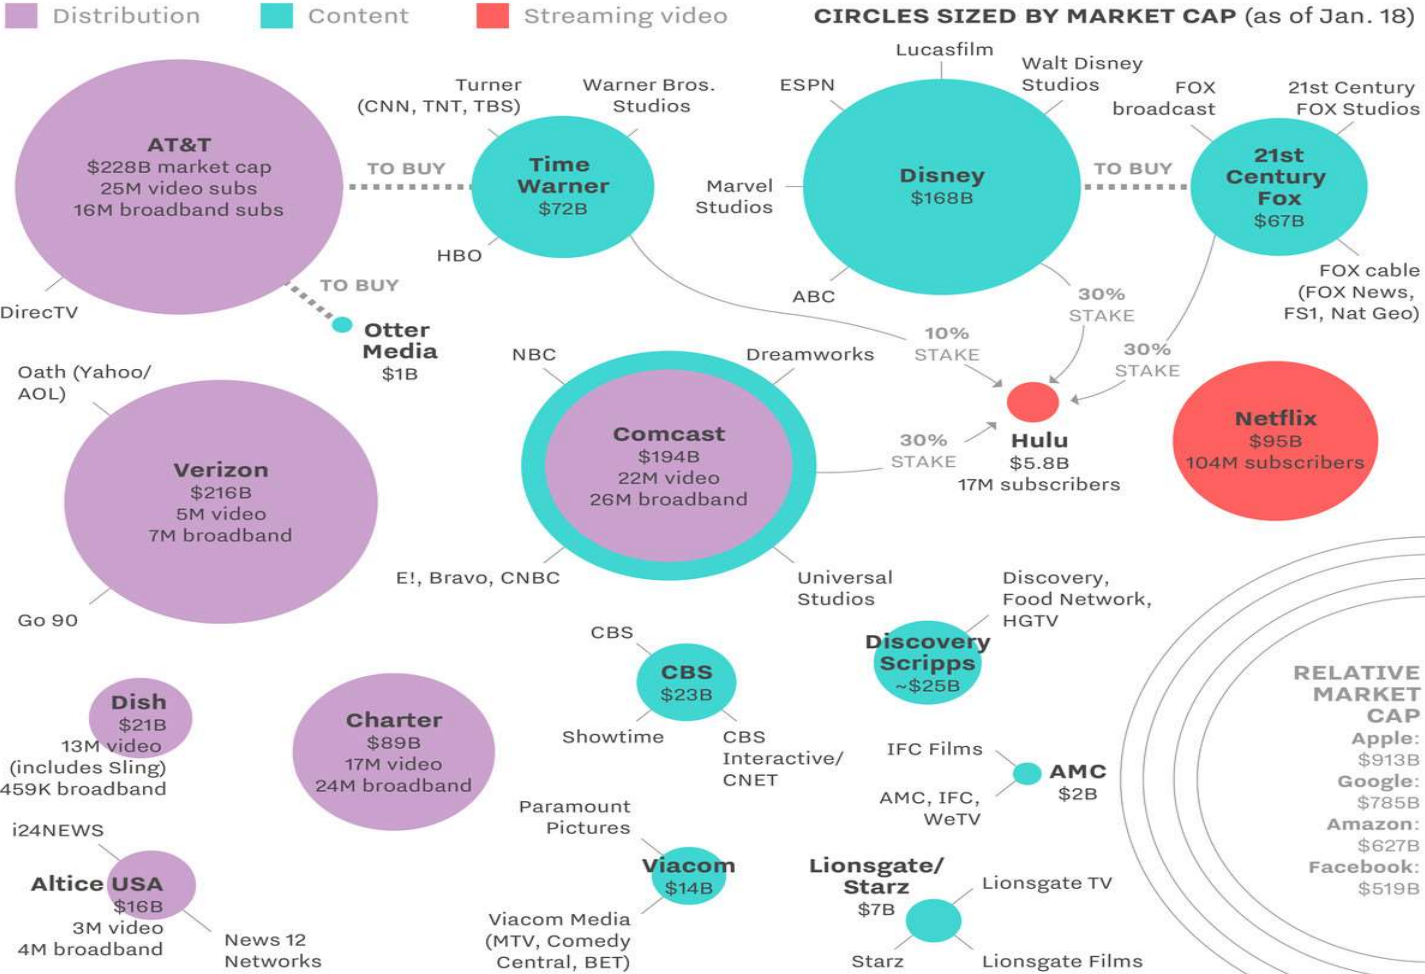 Distribution
Content
Streaming video
CIRCLES SIZED BY MARKET CAP (as of Jan. 18)
AT&T
$228B market cap
25M video subs
16M broadband subs
DirecTV
TO BUY
TO BUY
Otter
Media
$1B
Turner
(CNN, TNT, TBS)
Warner Bros.
Studios
Time
Warner
$72B
HBO
ESPN
Lucasfilm
Walt Disney
Studios
Marvel
Studios
Disney
$168B
ABC
TO BUY
FOX
broadcast
21st Century
FOX Studios
21st
Century
Fox
$67B
FOX cable
(FOX News,
FS1, Nat Geo)
10%
STAKE
30%
STAKE
30%
STAKE
30%
STAKE
Hulu
$5.8B
17M subscribers
Netflix
$95B
104M subscribers
Oath (Yahoo/
AOL)
Verizon
$216B
5M video
7M broadband
Go 90
NBC
Dreamworks
Comcast
$194B
22M video
26M broadband
E!, Bravo, CNBC
Universal
Studios
Discovery,
Food Network,
HGTV
Discovery
Scripps
~$25B
CBS
CBS
$23B
Showtime
CBS
Interactive/
CNET
Dish
$21B
13M video
(includes Sling)
459K broadband
Charter
$89B
17M video
24M broadband
IFC Films
AMC
$2B
AMC, IFC,
WeTV
i24NEWS
Altice USA
$16B
3M video
4M broadband
News 12
Networks
Paramount
Pictures
Viacom
$14B
Viacom Media
(MTV, Comedy
Central, BET)
Lionsgate/
Starz
$7B
Lionsgate TV
Starz
Lionsgate Films
RELATIVE
MARKET
CAP
Apple:
$913B
Google:
$785B
Amazon:
$627B
Facebook:
$519B